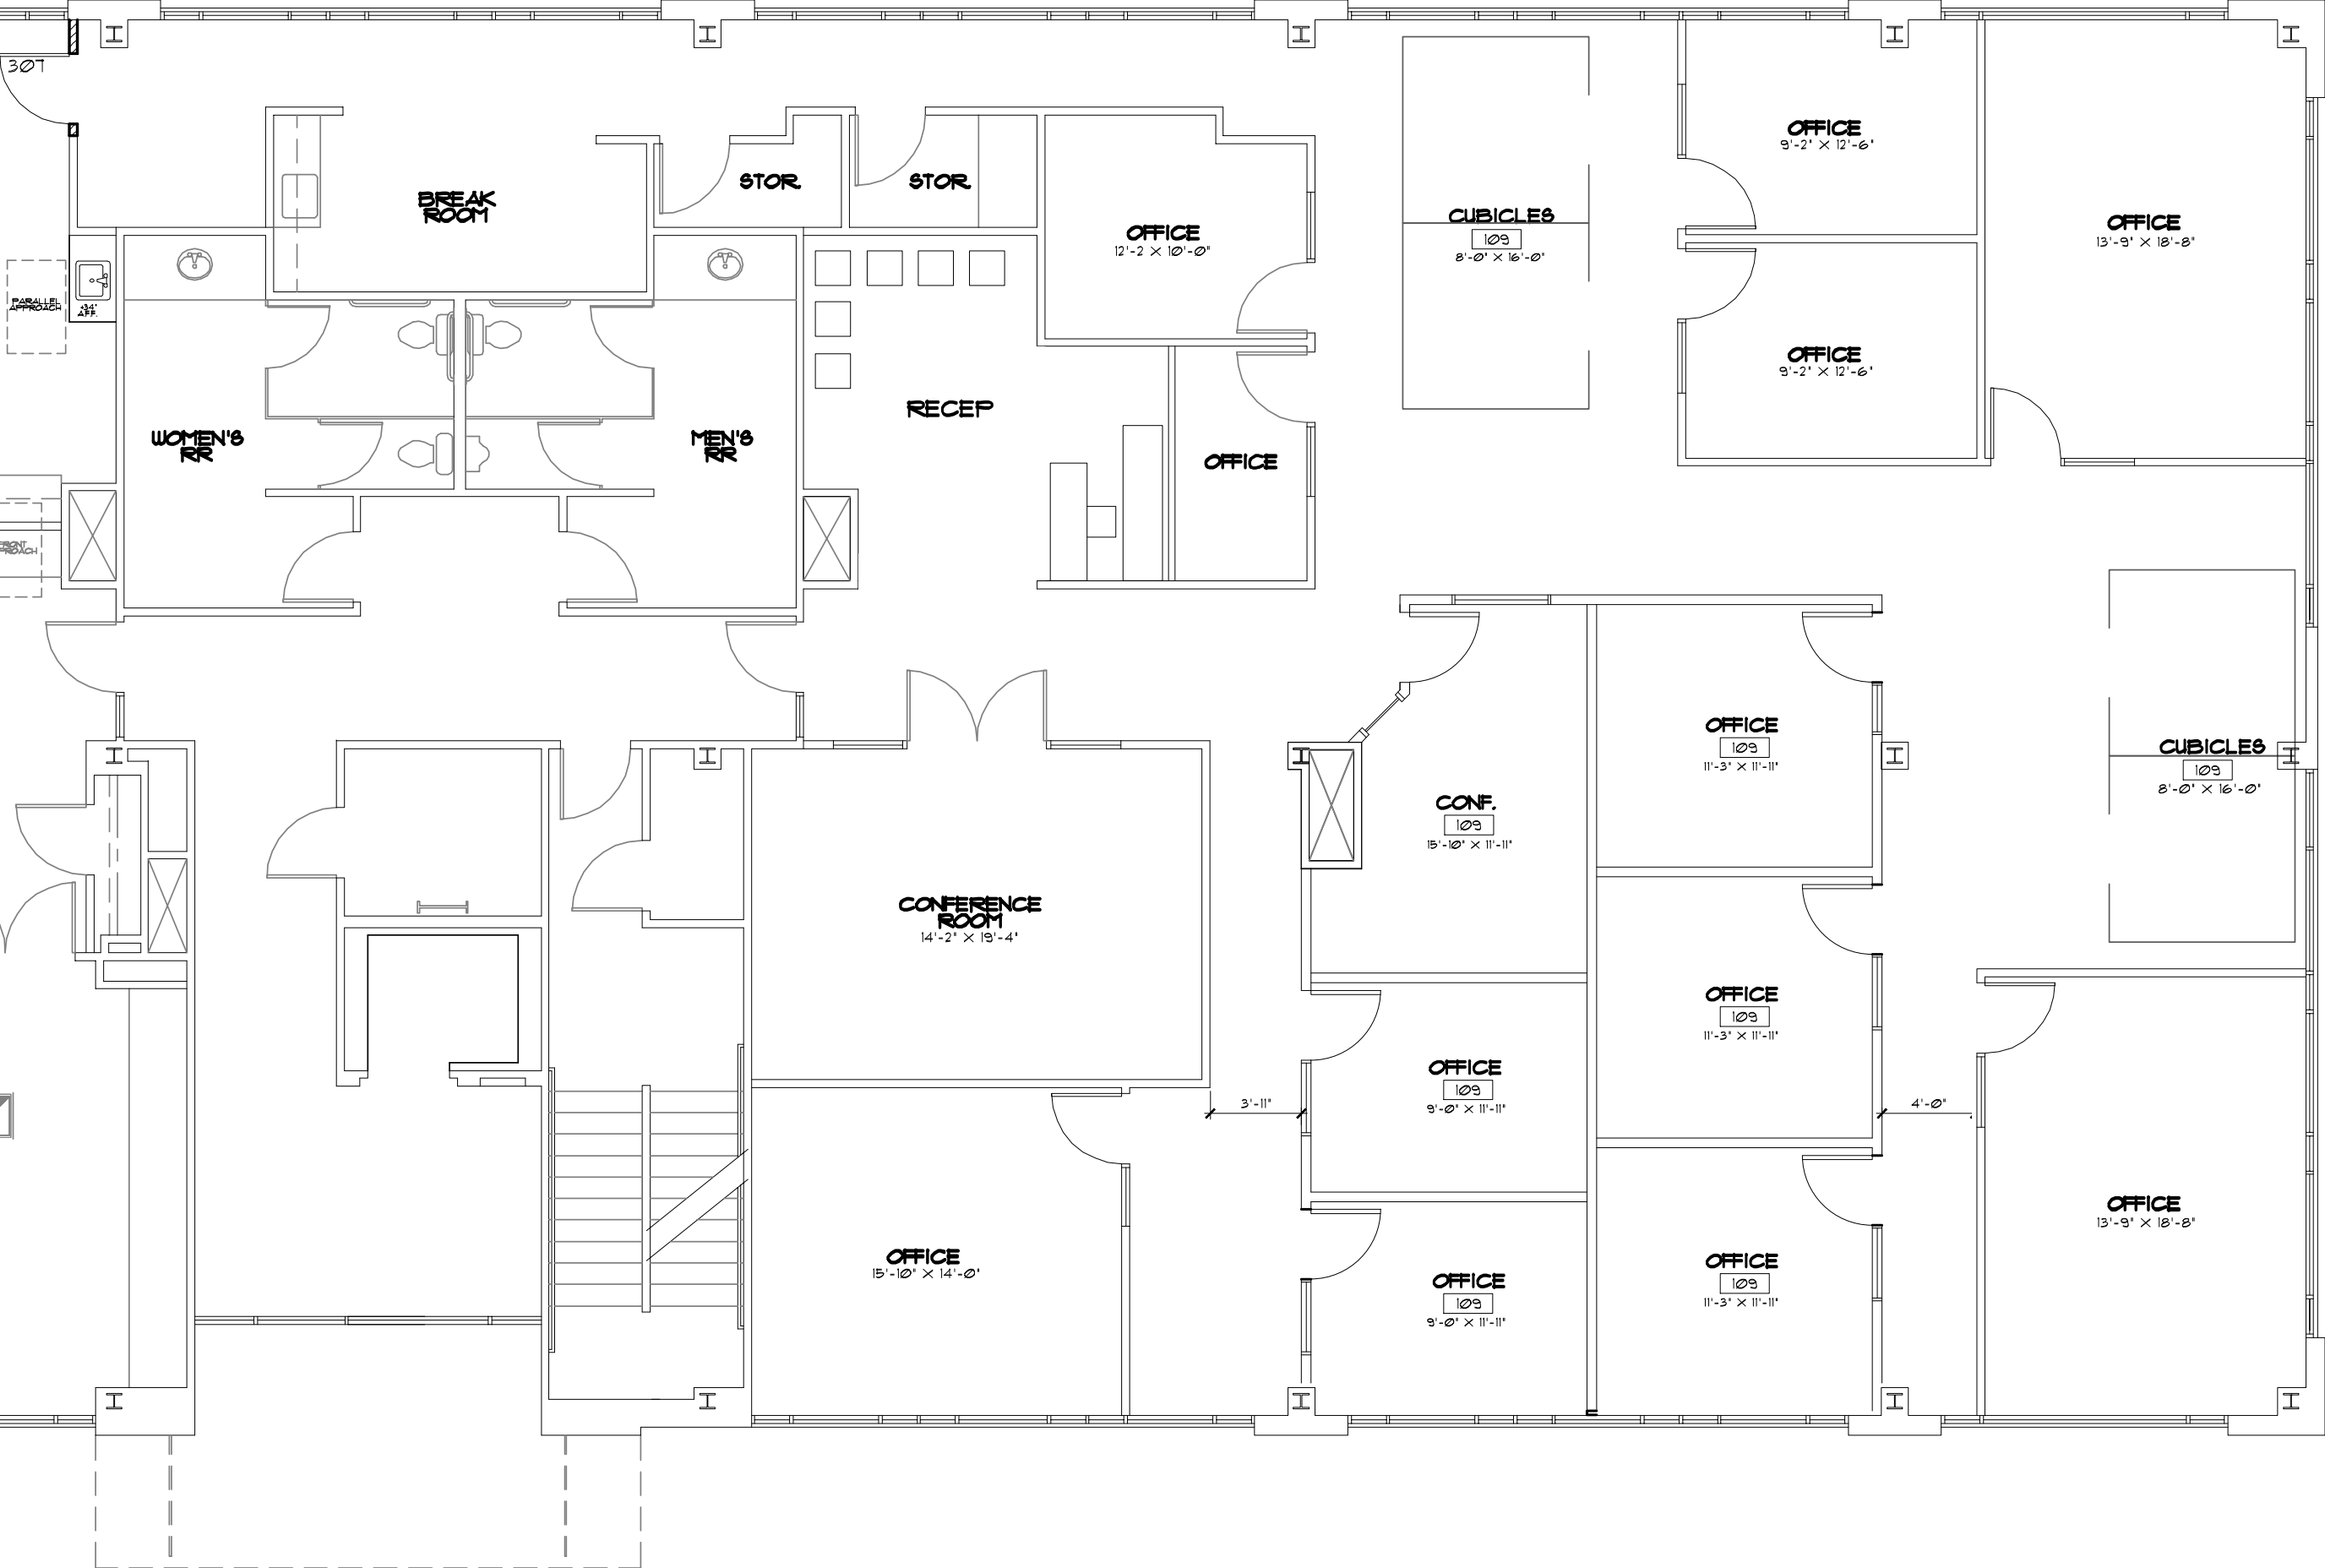 307
BREAK
ROOM
STOR.
STOR.
OFFICE
12'-2 X 10'-0"
CUBICLES
109
8'-0" X 16'-0"
OFFICE
9'-2" X 12'-6"
OFFICE
13'-9" X 18'-8"
PARALLEL
APPROACH
+34"
AFF.
OFFICE
9'-2" X 12'-6"
RECEP
WOMEN'S
RR
MEN'S
RR
OFFICE
FRONT
OFFICE
109
11'-3" X 11'-11"
CUBICLES
109
8'-0" X 16'-0"
CONF.
109
15'-10" X 11'-11"
CONFERENCE
ROOM
14'-2" X 19'-4"
OFFICE
109
11'-3" X 11'-11"
OFFICE
109
9'-0" X 11'-11"
3'-11"
4'-0"
OFFICE
13'-9" X 18'-8"
OFFICE
15'-10" X 14'-0"
OFFICE
109
9'-0" X 11'-11"
OFFICE
109
11'-3" X 11'-11"